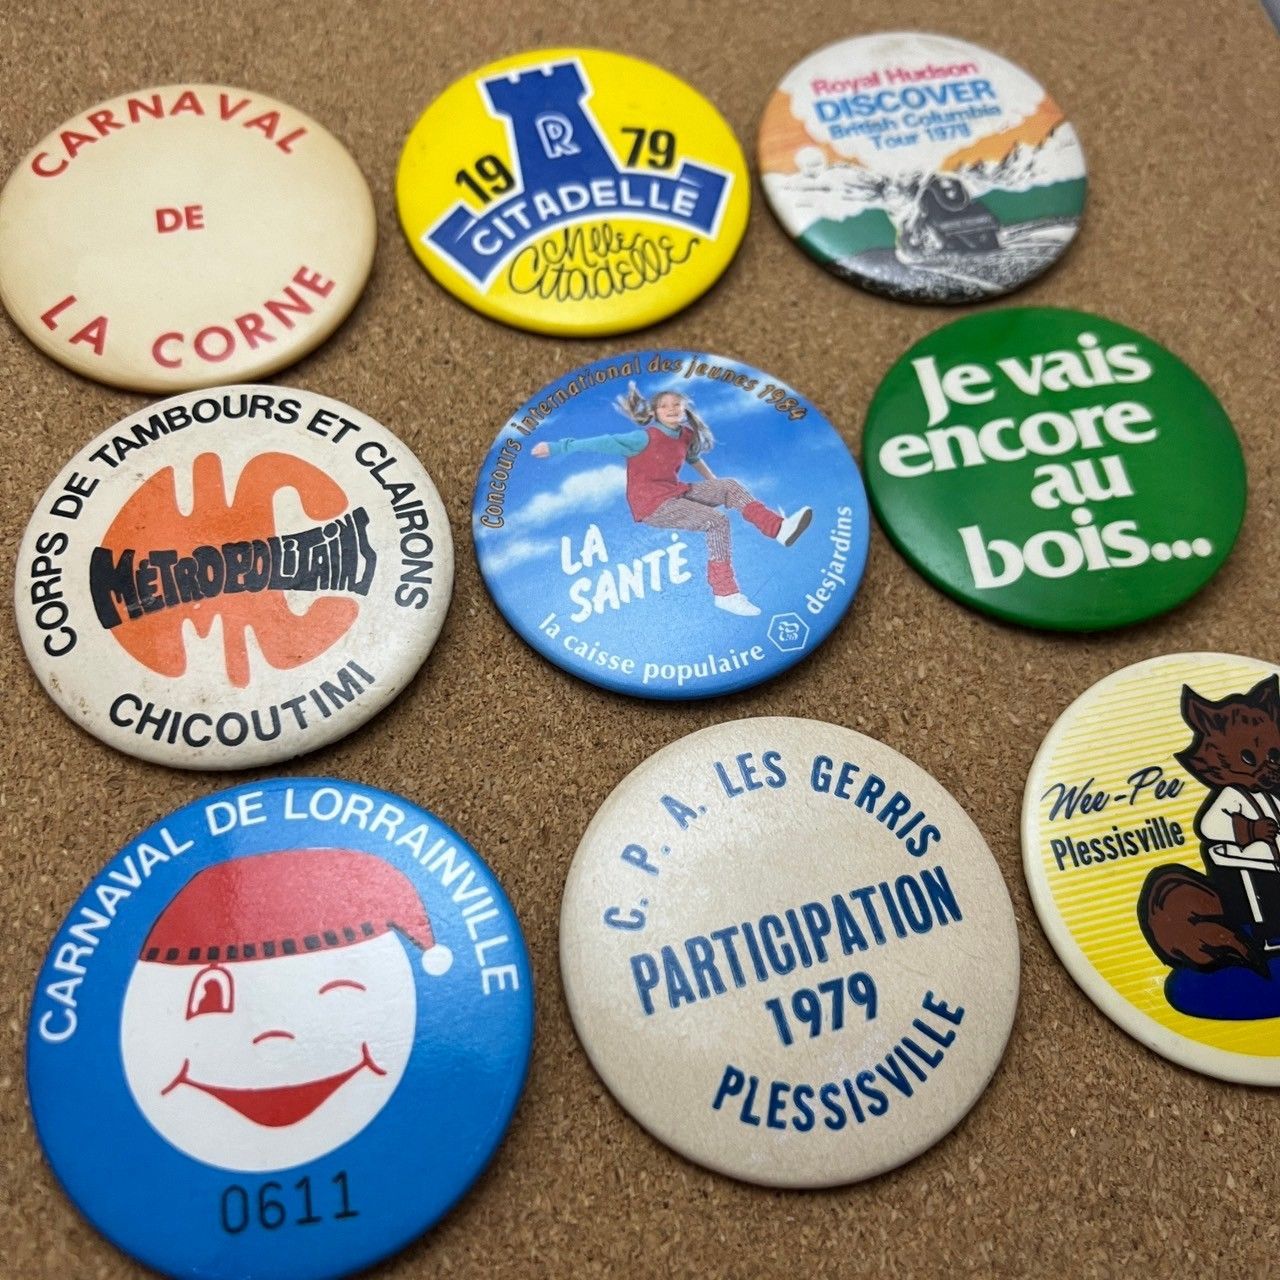 CARNAVAL
DE
LA CORNE
R
1979
CITADELLE
Mlle
Citadelle
Royal Hudson
DISCOVER
British Columbia
Tour 1979
CORPS DE TAMBOURS ET CLAIRONS
MÉTROPOLITAINS
CHICOUTIMI
Concours international des jeunes 1984
LA
SANTÉ
la caisse populaire desjardins
Je vais
encore
au
bois...
CARNAVAL DE LORRAINVILLE
0611
C. P. A. LES GERRIS
PARTICIPATION
1979
PLESSISVILLE
Wee-Pee
Plessisville